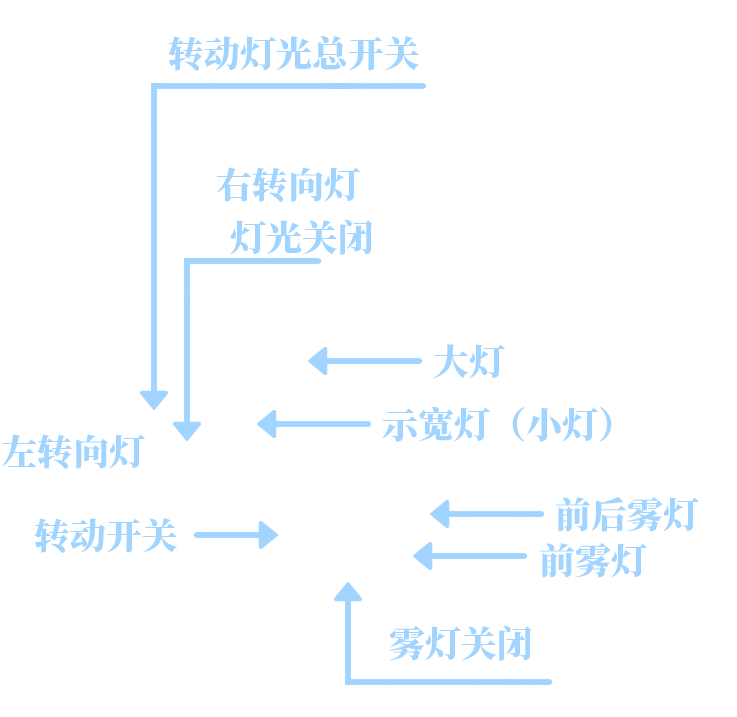 转动灯光总开关
右转向灯
灯光关闭
大灯
示宽灯（小灯）
左转向灯
前后雾灯
转动开关
前雾灯
雾灯关闭